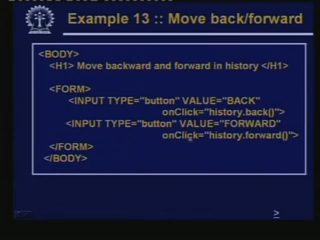 Example 13 :: Move back/forward
<BODY>
<H1> Move backward and forward in history </H1>
<FORM>
<INPUT TYPE="button" VALUE="BACK"
onClick="history.back()">
<INPUT TYPE="button" VALUE="FORWARD"
onClick="history.forward()">
</FORM>
</BODY>
>